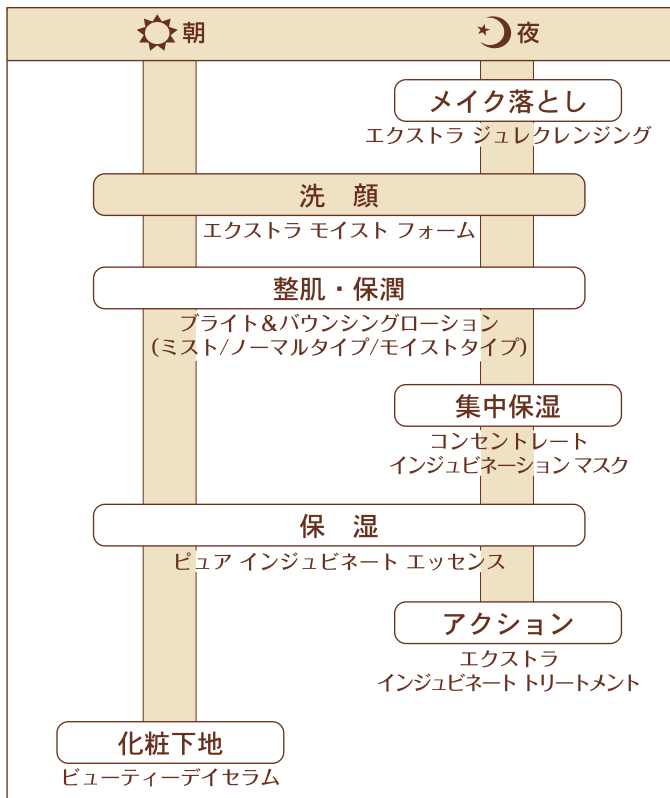 朝
夜
メイク落とし
エクストラ ジュレクレンジング
洗　顔
エクストラ モイスト フォーム
整肌・保潤
ブライト＆バウンシングローション
(ミスト/ノーマルタイプ/モイストタイプ)
集中保湿
コンセントレート
インジュビネーション マスク
保　湿
ピュア インジュビネート エッセンス
アクション
エクストラ
インジュビネート トリートメント
化粧下地
ビューティーデイセラム